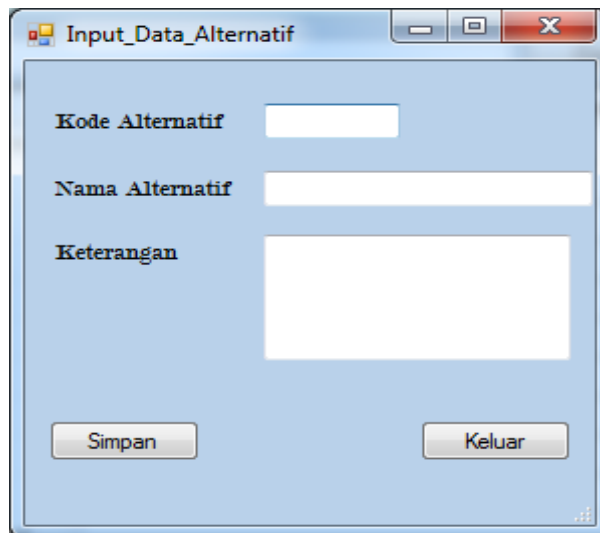 Input_Data_Alternatif
Kode Alternatif
Nama Alternatif
Keterangan
Simpan
Keluar